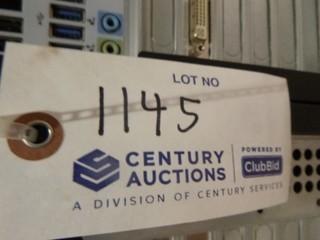 LOT NO
1145
CENTURY AUCTIONS
POWERED BY
ClubBid
A DIVISION OF CENTURY SERVICES